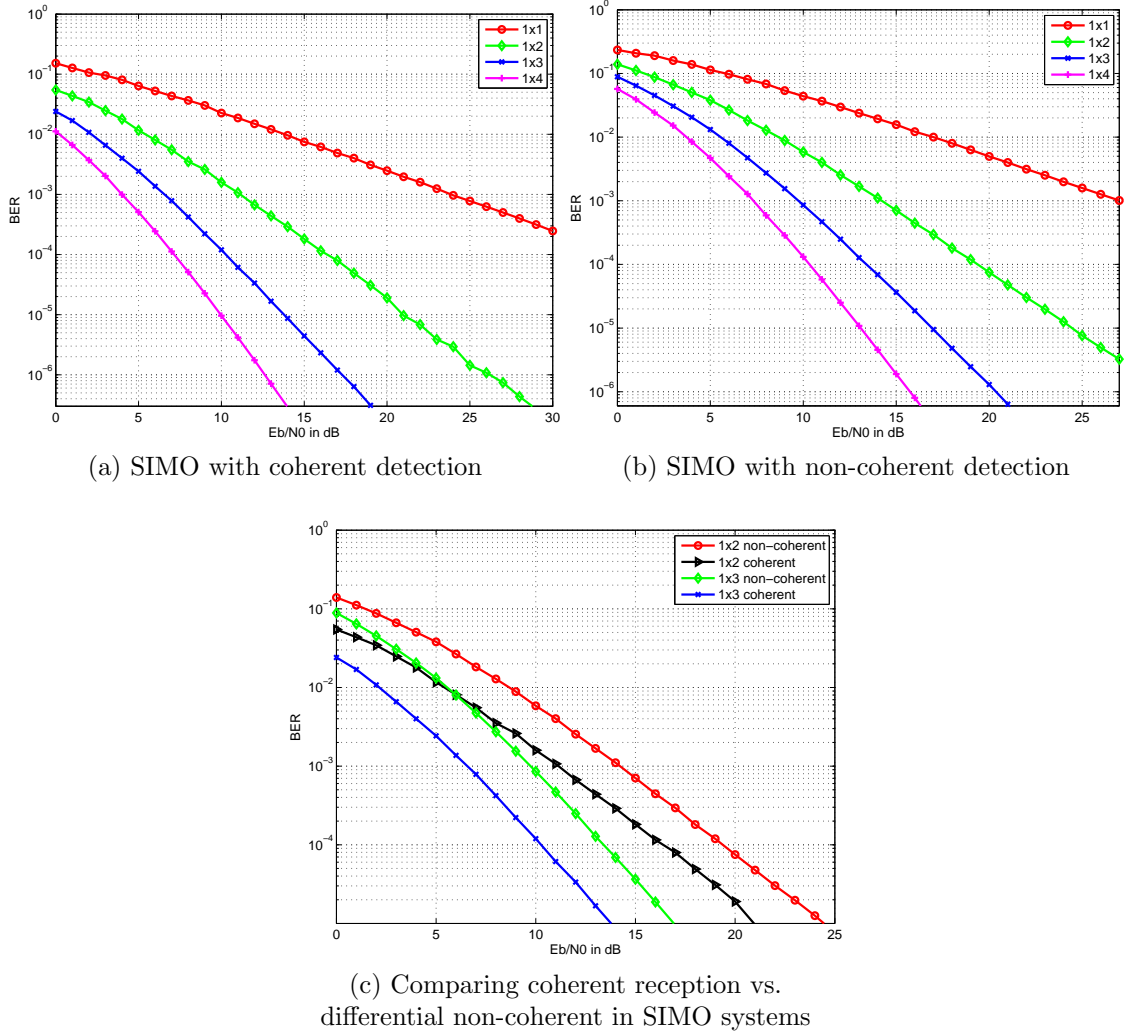 10^0
10^-1
10^-2
10^-3
10^-4
10^-5
10^-6
BER
0 5 10 15 20 25 30
Eb/N0 in dB
1x1
1x2
1x3
1x4
(a) SIMO with coherent detection
10^0
10^-1
10^-2
10^-3
10^-4
10^-5
10^-6
BER
0 5 10 15 20 25
Eb/N0 in dB
1x1
1x2
1x3
1x4
(b) SIMO with non-coherent detection
10^0
10^-1
10^-2
10^-3
10^-4
BER
0 5 10 15 20 25
Eb/N0 in dB
1x2 non−coherent
1x2 coherent
1x3 non−coherent
1x3 coherent
(c) Comparing coherent reception vs.
differential non-coherent in SIMO systems